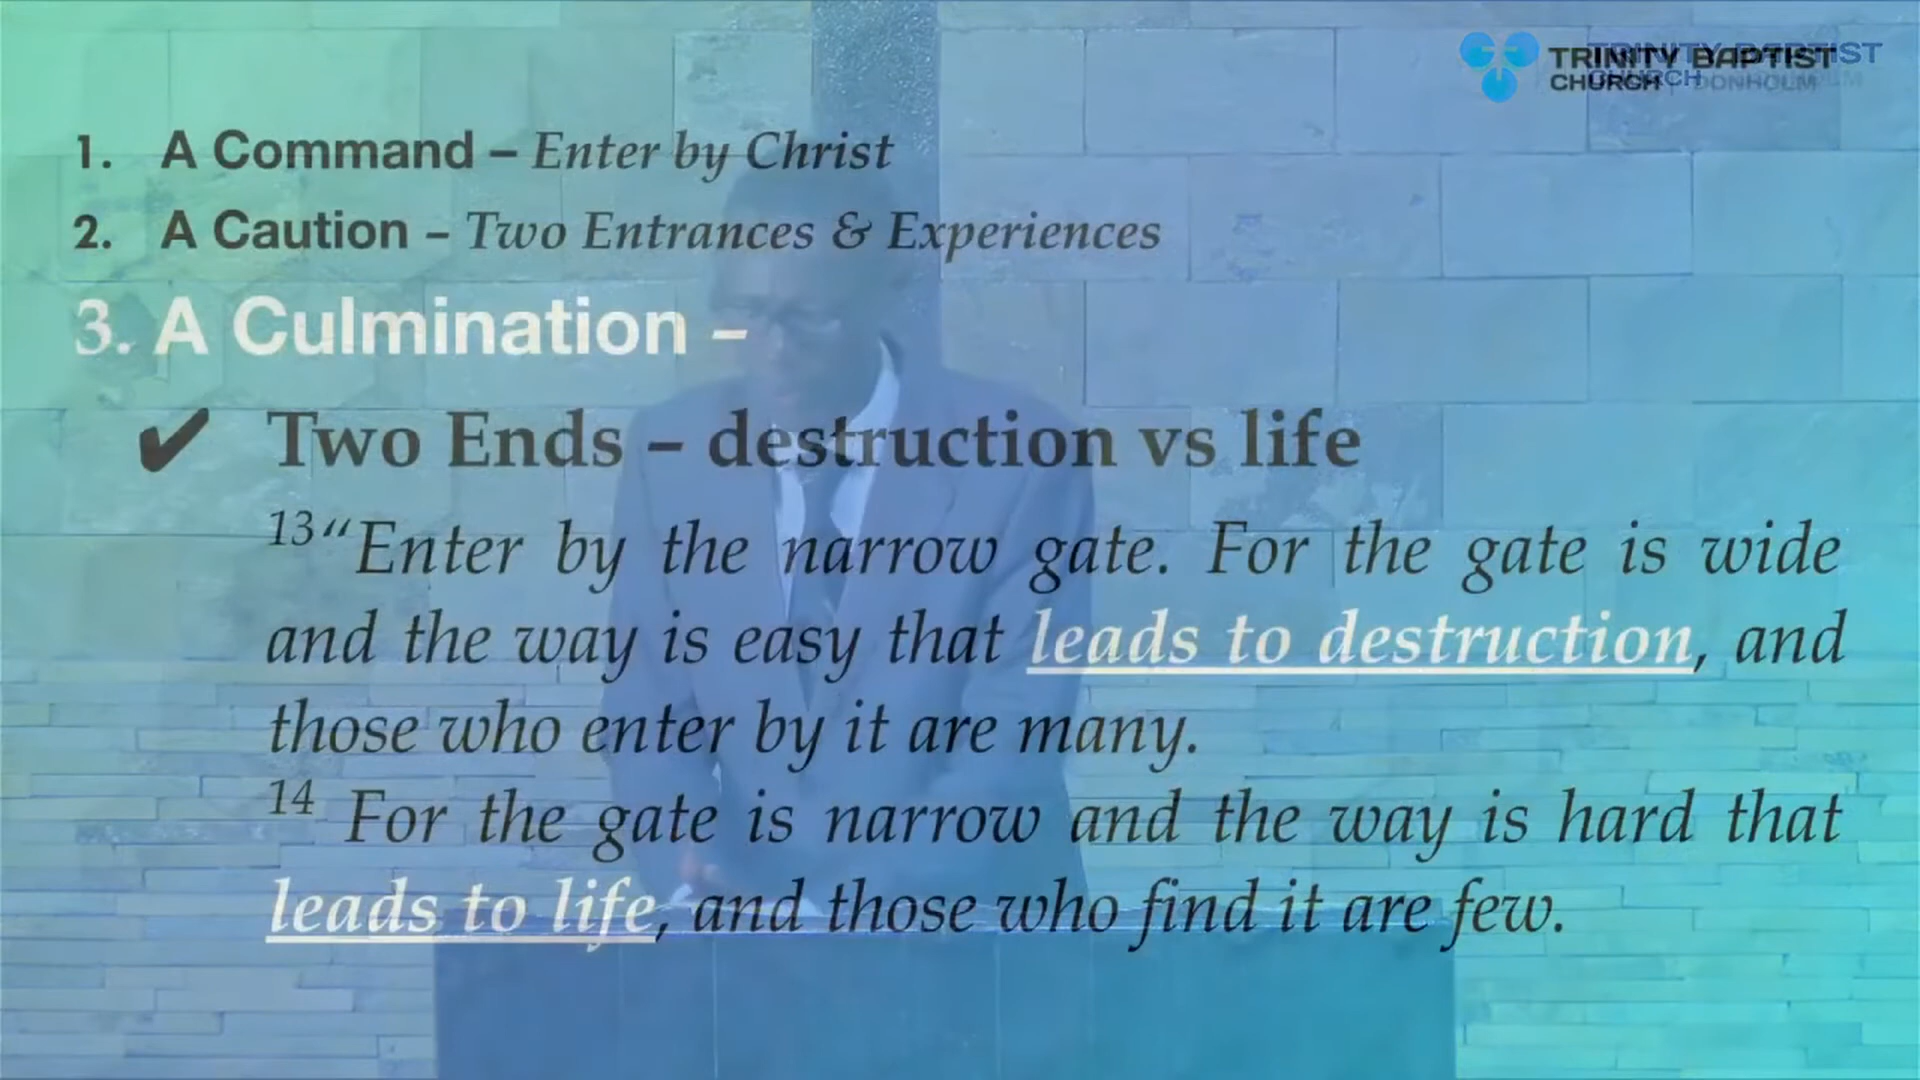 TRINITY BAPTIST
CHURCH | DONHOLM
1. A Command – Enter by Christ
2. A Caution – Two Entrances & Experiences
3. A Culmination –
✔ Two Ends – destruction vs life
13“Enter by the narrow gate. For the gate is wide
and the way is easy that leads to destruction, and
those who enter by it are many.
14 For the gate is narrow and the way is hard that
leads to life, and those who find it are few.